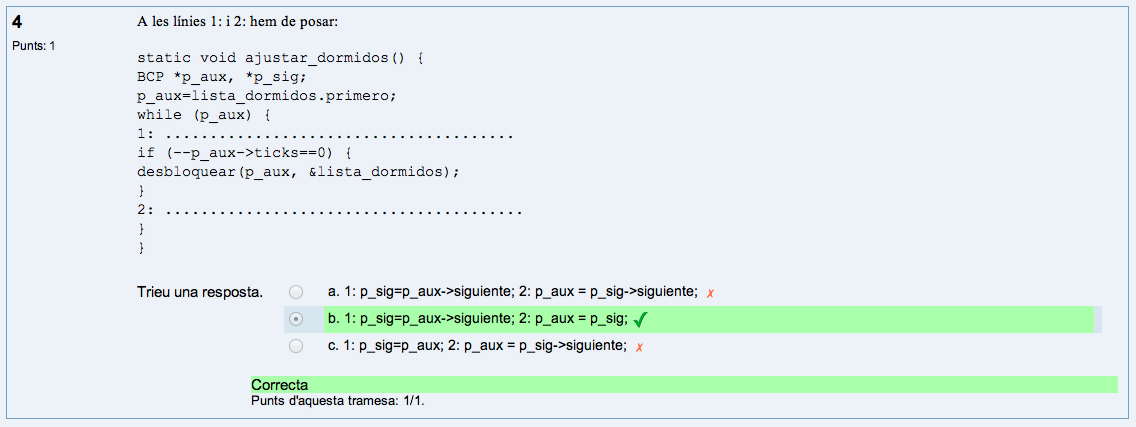 4
Punts: 1
A les línies 1: i 2: hem de posar:
static void ajustar_dormidos() {
BCP *p_aux, *p_sig;
p_aux=lista_dormidos.primero;
while (p_aux) {
1: .......................................
if (--p_aux->ticks==0) {
desbloquear(p_aux, &lista_dormidos);
}
2: ........................................
}
}
Trieu una resposta.
a. 1: p_sig=p_aux->siguiente; 2: p_aux = p_sig->siguiente; ✗
b. 1: p_sig=p_aux->siguiente; 2: p_aux = p_sig; ✓
c. 1: p_sig=p_aux; 2: p_aux = p_sig->siguiente; ✗
Correcta
Punts d'aquesta tramesa: 1/1.